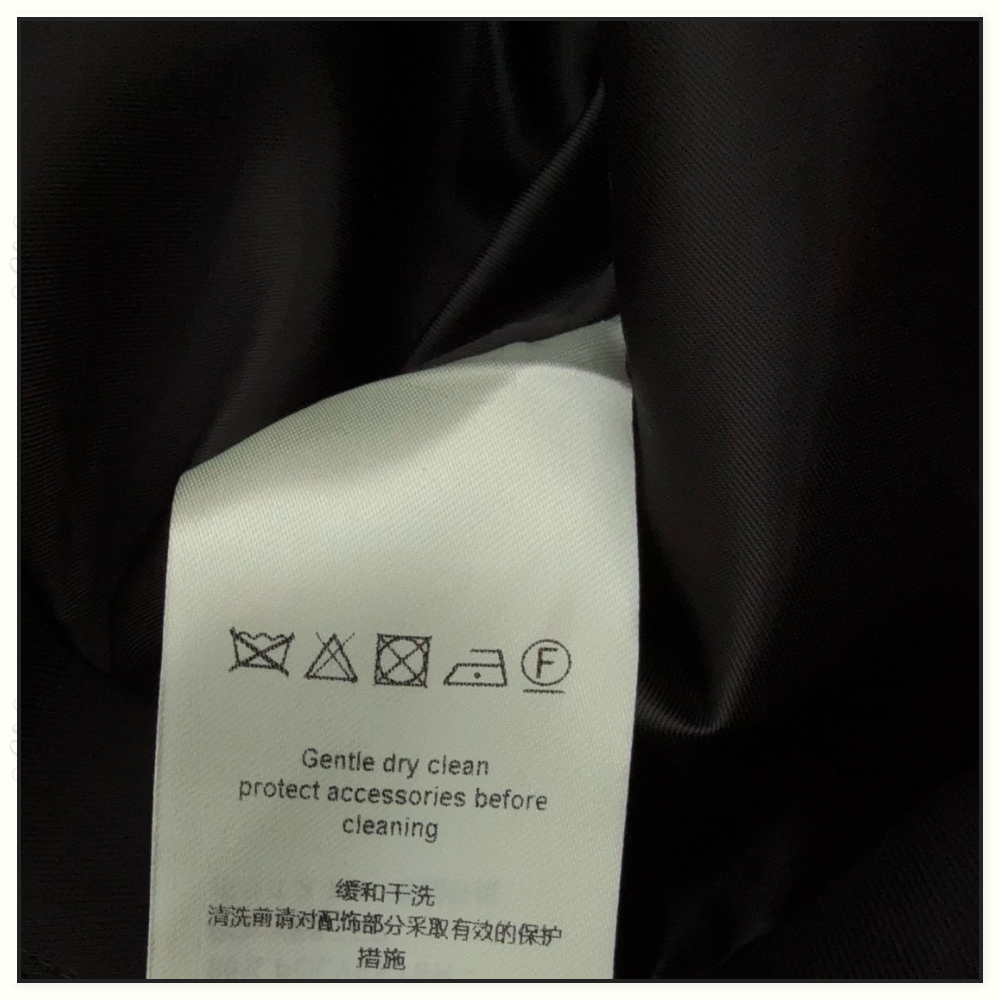 F
Gentle dry clean
protect accessories before
cleaning
缓和干洗
清洗前请对配饰部分采取有效的保护
措施